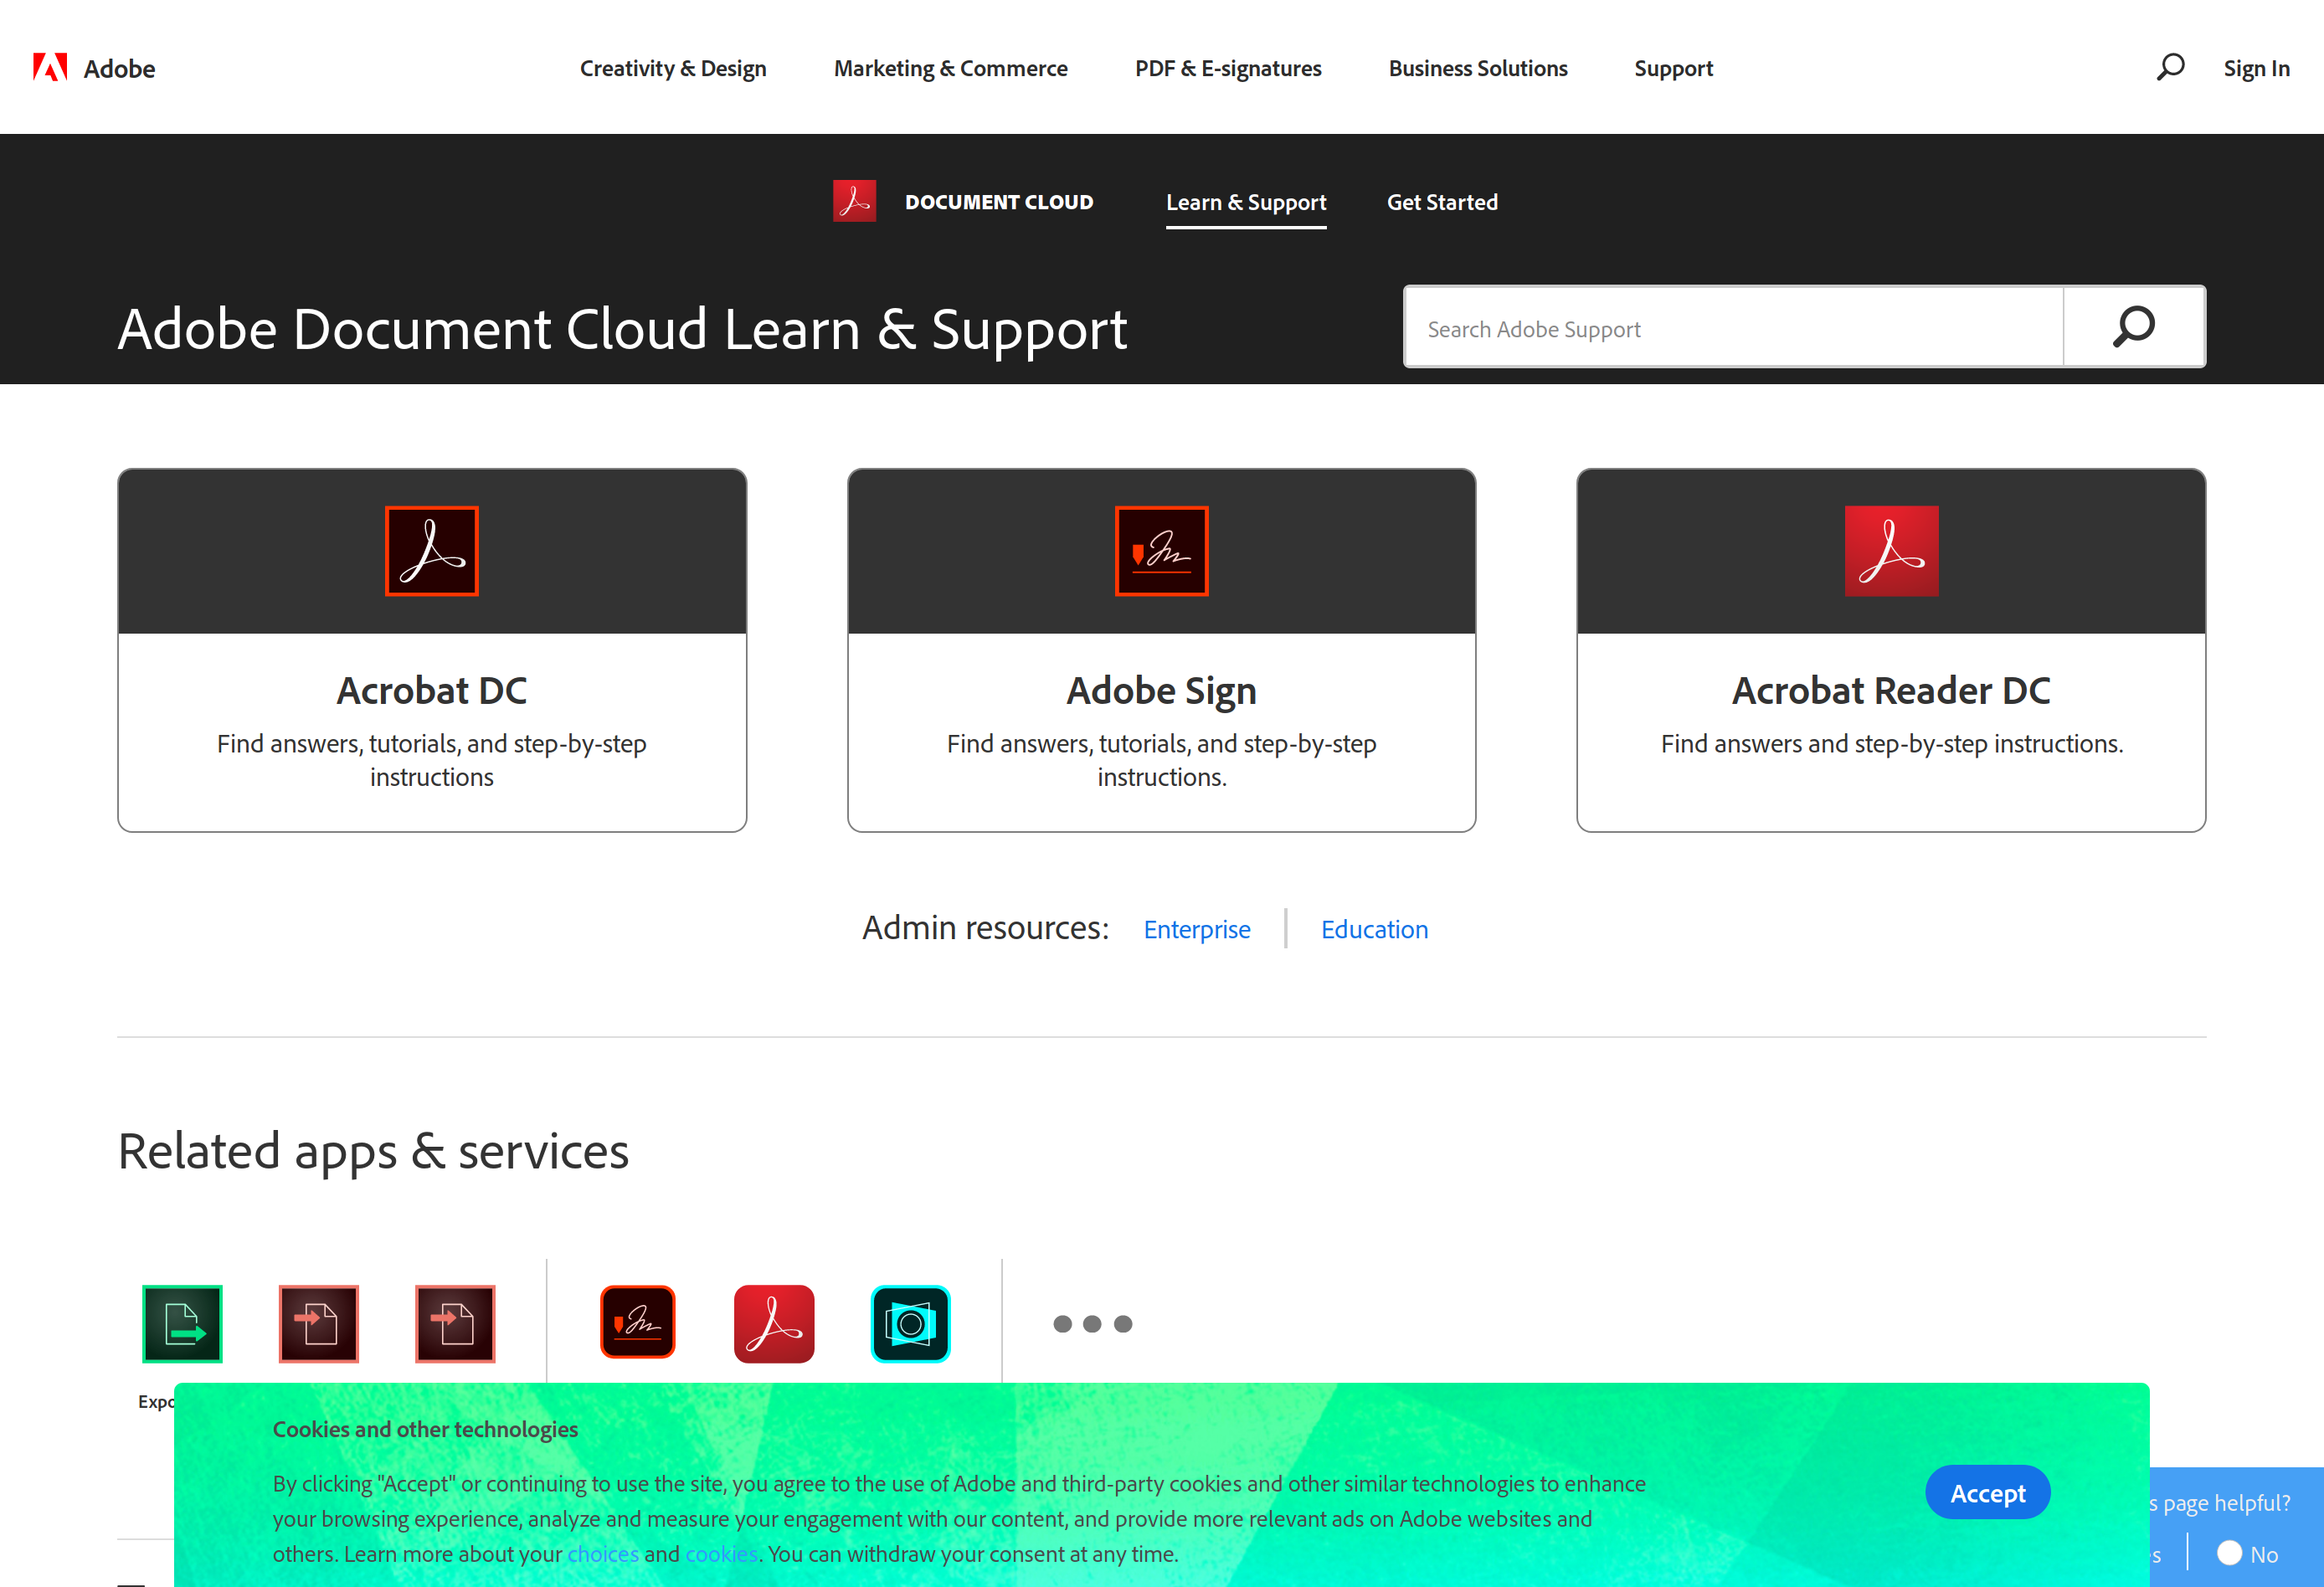 Adobe
Creativity & Design
Marketing & Commerce
PDF & E-signatures
Business Solutions
Support
Sign In
DOCUMENT CLOUD
Learn & Support
Get Started
Adobe Document Cloud Learn & Support
Search Adobe Support
Acrobat DC
Find answers, tutorials, and step-by-step
instructions
Adobe Sign
Find answers, tutorials, and step-by-step
instructions.
Acrobat Reader DC
Find answers and step-by-step instructions.
Admin resources:
Enterprise
Education
Related apps & services
Cookies and other technologies
By clicking "Accept" or continuing to use the site, you agree to the use of Adobe and third-party cookies and other similar technologies to enhance
your browsing experience, analyze and measure your engagement with our content, and provide more relevant ads on Adobe websites and
others. Learn more about your choices and cookies. You can withdraw your consent at any time.
Accept
page helpful?
No